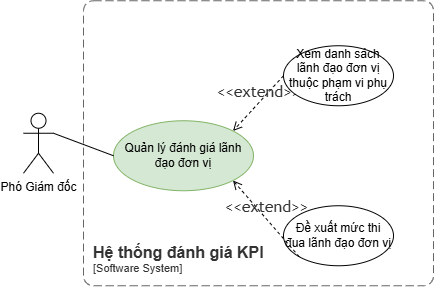 Xem danh sách
lãnh đạo đơn vị
thuộc phạm vi phụ
trách
<<extend>
Quản lý đánh giá lãnh
đạo đơn vị
Phó Giám đốc
<<extend>>
Đề xuất mức thi
đua lãnh đạo đơn vị
Hệ thống đánh giá KPI
[Software System]